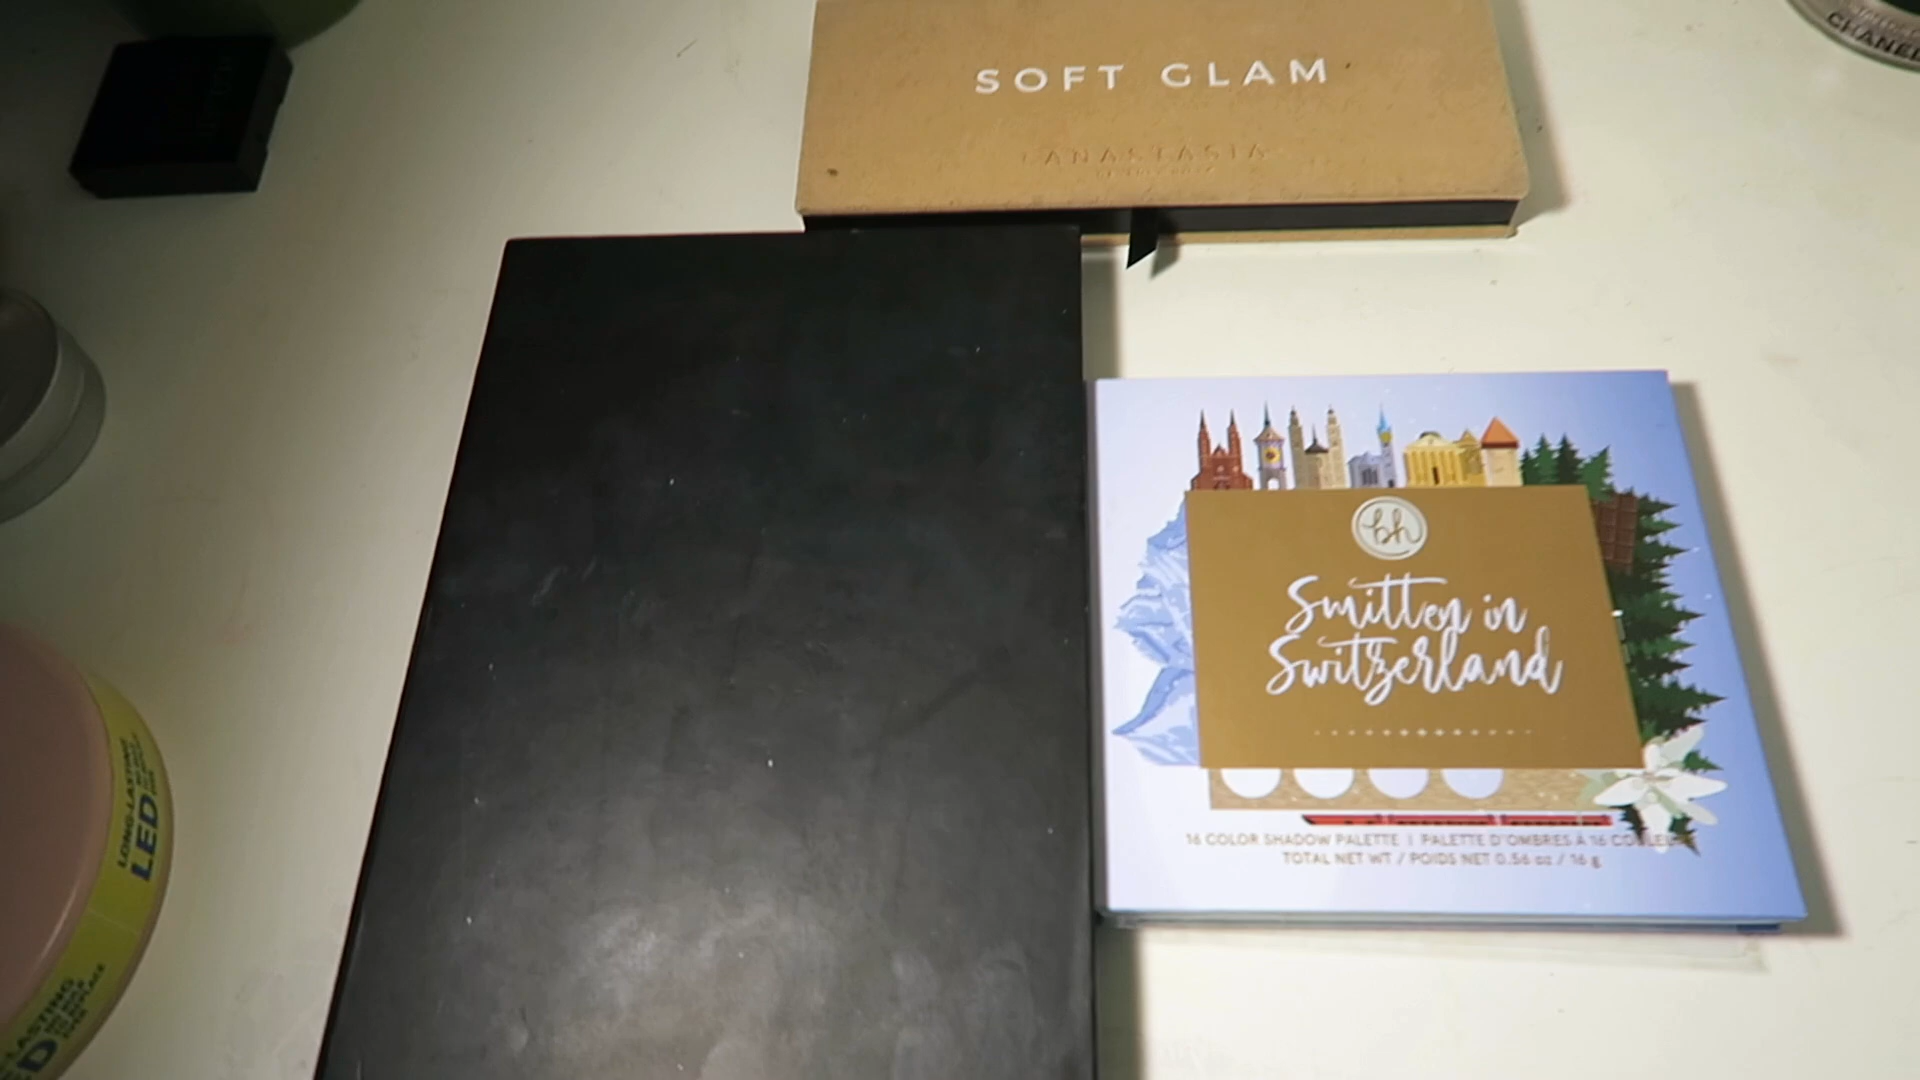 SOFT GLAM
ANASTASIA
CHANEL
bh
Smitten in
Switzerland
16 COLOR SHADOW PALETTE | PALETTE D'OMBRES À 16
TOTAL NET WT / POIDS NET 0.56 oz / 16 g
LONG-LASTING
LED
LASTING